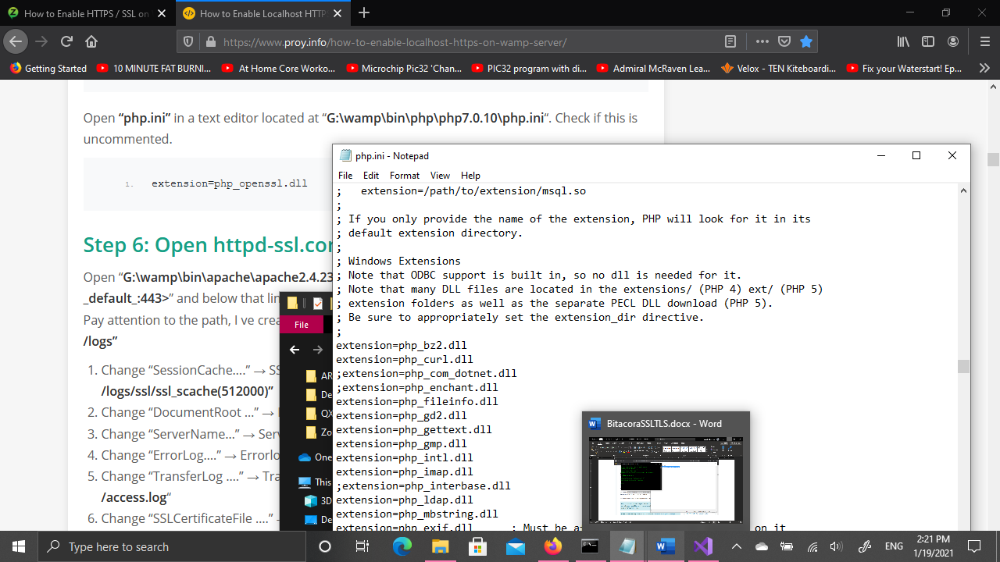 How to Enable HTTPS / SSL on
How to Enable Localhost HTTPS
https://www.proy.info/how-to-enable-localhost-https-on-wamp-server/
Getting Started
10 MINUTE FAT BURNI...
At Home Core Worko...
Microchip Pic32 'Chan...
PIC32 program with di...
Admiral McRaven Lea...
Velox - TEN Kiteboardi...
Fix your Waterstart! Ep...
Open “php.ini” in a text editor located at “G:\wamp\bin\php\php7.0.10\php.ini“. Check if this is
uncommented.
1. extension=php_openssl.dll
Step 6: Open httpd-ssl.con
Open “G:\wamp\bin\apache\apache2.4.23
_default_:443>” and below that lin
Pay attention to the path, I ve crea
/logs”
1. Change “SessionCache....” → SS
/logs/ssl/ssl_scache(512000)”
2. Change “DocumentRoot ...” →
3. Change “ServerName...” → Serv
4. Change “ErrorLog....” → Errorlo
5. Change “TransferLog ....” → Tra
/access.log“
6. Change “SSLCertificateFile ....” →
File
AR
De
QX
Zo
One
This
3D
De
php.ini - Notepad
File Edit Format View Help
;   extension=/path/to/extension/msql.so
;
; If you only provide the name of the extension, PHP will look for it in its
; default extension directory.
;
; Windows Extensions
; Note that ODBC support is built in, so no dll is needed for it.
; Note that many DLL files are located in the extensions/ (PHP 4) ext/ (PHP 5)
; extension folders as well as the separate PECL DLL download (PHP 5).
; Be sure to appropriately set the extension_dir directive.
;
extension=php_bz2.dll
extension=php_curl.dll
;extension=php_com_dotnet.dll
;extension=php_enchant.dll
extension=php_fileinfo.dll
extension=php_gd2.dll
extension=php_gettext.dll
extension=php_gmp.dll
extension=php_intl.dll
extension=php_imap.dll
;extension=php_interbase.dll
extension=php_ldap.dll
extension=php_mbstring.dll
extension=php_exif.dll      ; Must be a on it
BitacoraSSLTLS.docx - Word
Type here to search
ENG
2:21 PM
1/19/2021